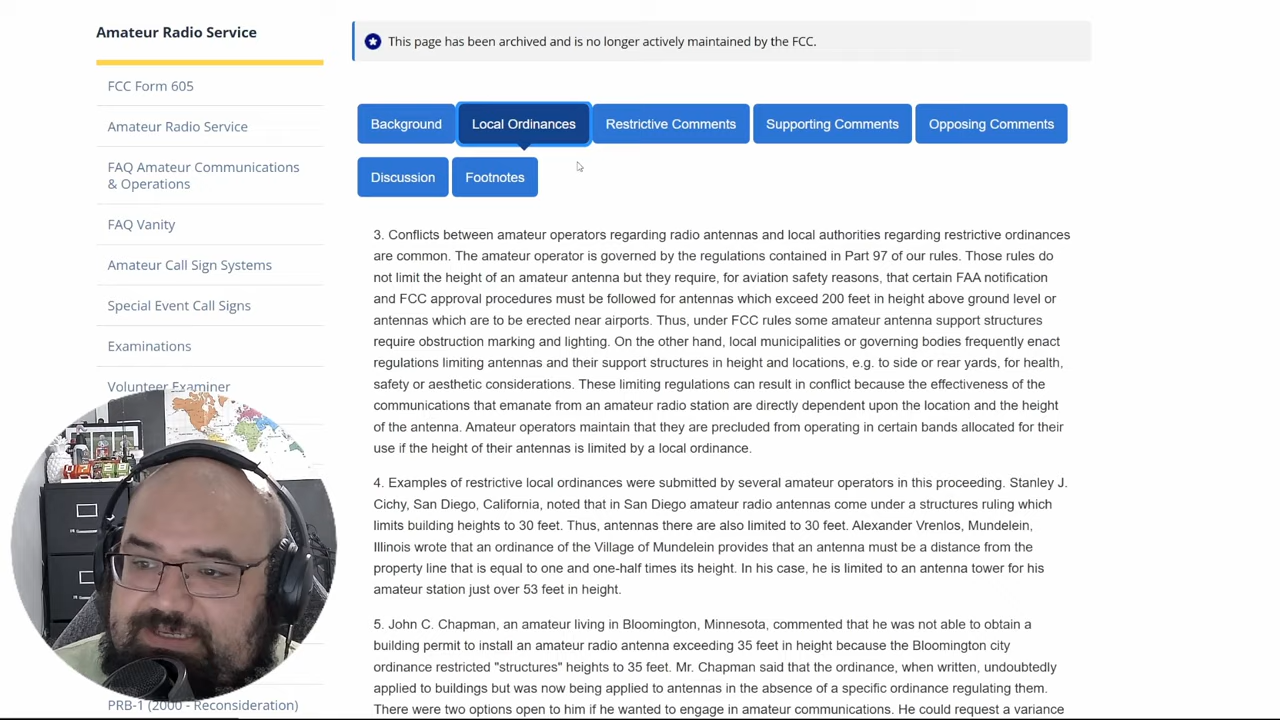 Amateur Radio Service
FCC Form 605
Amateur Radio Service
FAQ Amateur Communications
& Operations
FAQ Vanity
Amateur Call Sign Systems
Special Event Call Signs
Examinations
Volunteer Examiner
PRB-1 (2000 - Reconsideration)
This page has been archived and is no longer actively maintained by the FCC.
Background
Local Ordinances
Restrictive Comments
Supporting Comments
Opposing Comments
Discussion
Footnotes
3. Conflicts between amateur operators regarding radio antennas and local authorities regarding restrictive ordinances
are common. The amateur operator is governed by the regulations contained in Part 97 of our rules. Those rules do
not limit the height of an amateur antenna but they require, for aviation safety reasons, that certain FAA notification
and FCC approval procedures must be followed for antennas which exceed 200 feet in height above ground level or
antennas which are to be erected near airports. Thus, under FCC rules some amateur antenna support structures
require obstruction marking and lighting. On the other hand, local municipalities or governing bodies frequently enact
regulations limiting antennas and their support structures in height and locations, e.g. to side or rear yards, for health,
safety or aesthetic considerations. These limiting regulations can result in conflict because the effectiveness of the
communications that emanate from an amateur radio station are directly dependent upon the location and the height
of the antenna. Amateur operators maintain that they are precluded from operating in certain bands allocated for their
use if the height of their antennas is limited by a local ordinance.
4. Examples of restrictive local ordinances were submitted by several amateur operators in this proceeding. Stanley J.
Cichy, San Diego, California, noted that in San Diego amateur radio antennas come under a structures ruling which
limits building heights to 30 feet. Thus, antennas there are also limited to 30 feet. Alexander Vrenlos, Mundelein,
Illinois wrote that an ordinance of the Village of Mundelein provides that an antenna must be a distance from the
property line that is equal to one and one-half times its height. In his case, he is limited to an antenna tower for his
amateur station just over 53 feet in height.
5. John C. Chapman, an amateur living in Bloomington, Minnesota, commented that he was not able to obtain a
building permit to install an amateur radio antenna exceeding 35 feet in height because the Bloomington city
ordinance restricted "structures" heights to 35 feet. Mr. Chapman said that the ordinance, when written, undoubtedly
applied to buildings but was now being applied to antennas in the absence of a specific ordinance regulating them.
There were two options open to him if he wanted to engage in amateur communications. He could request a variance